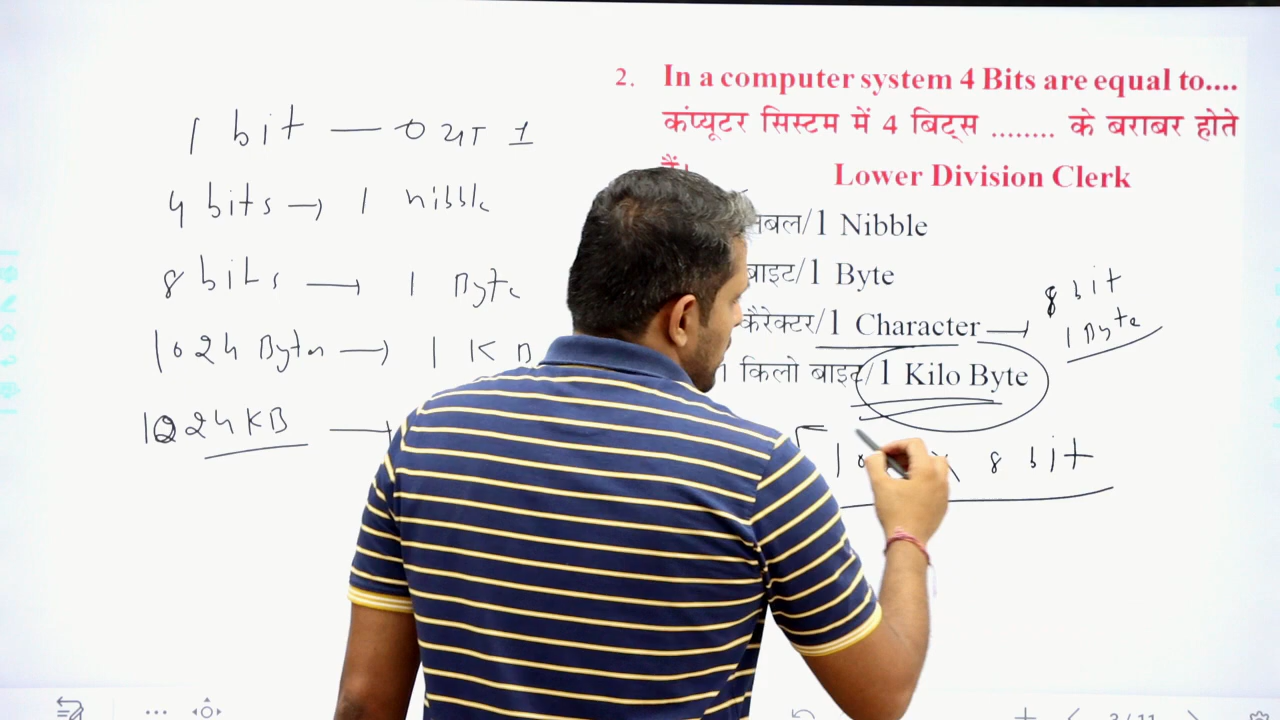 1 bit — 0 या 1
4 bits → 1 nibble
8 bits → 1 Byte
1024 Bytes → 1 K B
1024 KB →
2. In a computer system 4 Bits are equal to....
कंप्यूटर सिस्टम में 4 बिट्स ........ के बराबर होते
हैं।
Lower Division Clerk
/1 Nibble
बाइट/1 Byte
कैरेक्टर/1 Character → 8 bit
1 Byte
1 किलो बाइट/1 Kilo Byte
X 8 bit